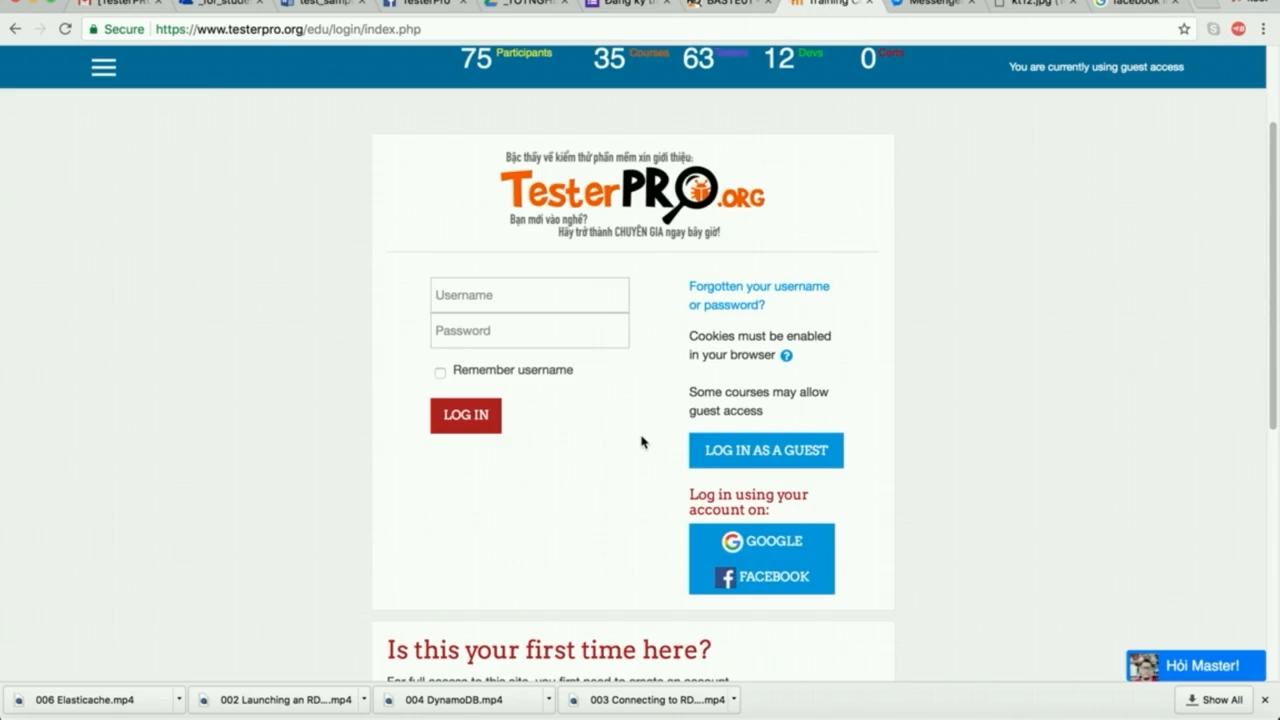 TesterPro
Messenge
kt12.jpg
facebook
Secure https://www.testerpro.org/edu/login/index.php
75 Participants 35 Courses 63 12 Devs 0
You are currently using guest access
Bậc thầy về kiểm thử phần mềm xin giới thiệu:
TesterPRO.ORG
Bạn mới vào nghề?
Hãy trở thành CHUYÊN GIA ngay bây giờ!
Username
Password
Remember username
LOG IN
Forgotten your username
or password?
Cookies must be enabled
in your browser
Some courses may allow
guest access
LOG IN AS A GUEST
Log in using your
account on:
GOOGLE
FACEBOOK
Is this your first time here?
Hỏi Master!
006 Elasticache.mp4
002 Launching an RD....mp4
004 DynamoDB.mp4
003 Connecting to RD....mp4
Show All